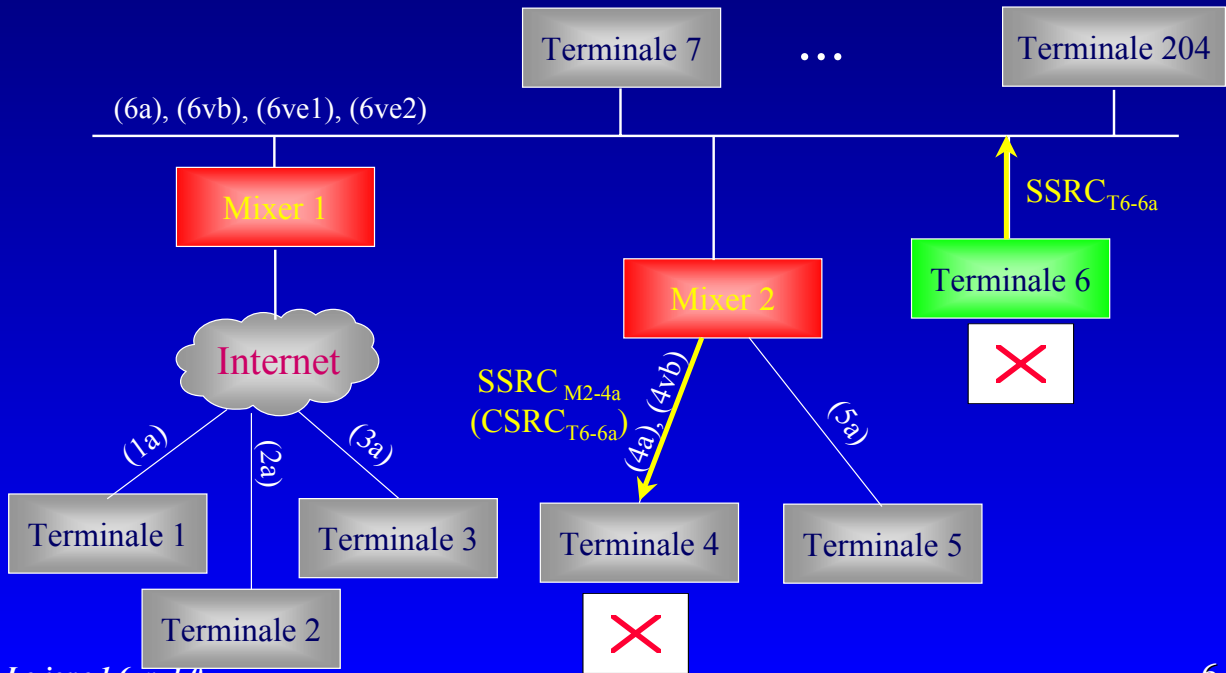 Terminale 7
...
Terminale 204
(6a), (6vb), (6ve1), (6ve2)
Mixer 1
SSRC T6-6a
Mixer 2
Terminale 6
Internet
SSRC M2-4a
(CSRC T6-6a)
(4a), (4vb)
(5a)
(1a)
(2a)
(3a)
Terminale 1
Terminale 3
Terminale 4
Terminale 5
Terminale 2
6